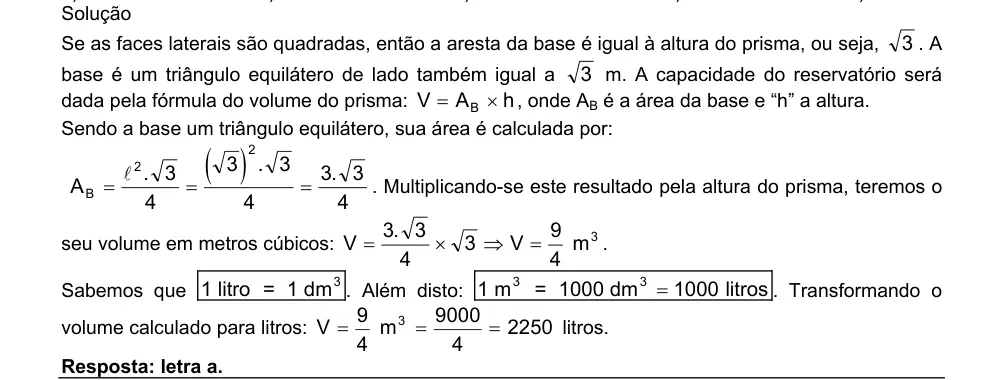 Solução
Se as faces laterais são quadradas, então a aresta da base é igual à altura do prisma, ou seja, √3 . A
base é um triângulo equilátero de lado também igual a √3 m. A capacidade do reservatório será
dada pela fórmula do volume do prisma: V = A_B × h , onde A_B é a área da base e “h” a altura.
Sendo a base um triângulo equilátero, sua área é calculada por:
A_B = ℓ².√3/4 = (√3)².√3/4 = 3.√3/4 . Multiplicando-se este resultado pela altura do prisma, teremos o
seu volume em metros cúbicos: V = 3.√3/4 × √3 ⇒ V = 9/4 m³ .
Sabemos que 1 litro = 1 dm³ . Além disto: 1 m³ = 1000 dm³ = 1000 litros . Transformando o
volume calculado para litros: V = 9/4 m³ = 9000/4 = 2250 litros.
Resposta: letra a.